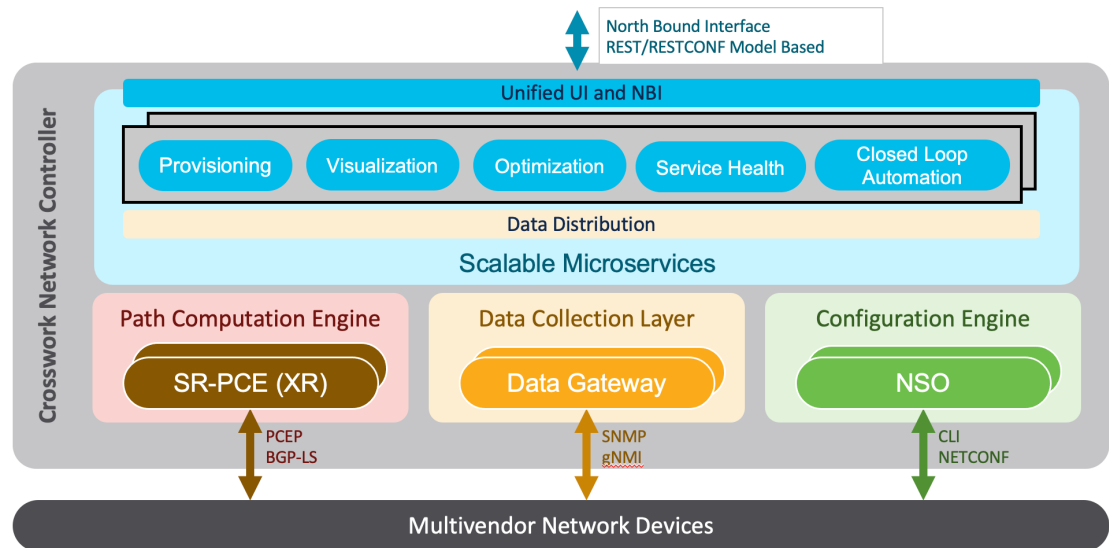 North Bound Interface
REST/RESTCONF Model Based
Crosswork Network Controller
Unified UI and NBI
Provisioning
Visualization
Optimization
Service Health
Closed Loop
Automation
Data Distribution
Scalable Microservices
Path Computation Engine
SR-PCE (XR)
PCEP
BGP-LS
Data Collection Layer
Data Gateway
SNMP
gNMI
Configuration Engine
NSO
CLI
NETCONF
Multivendor Network Devices